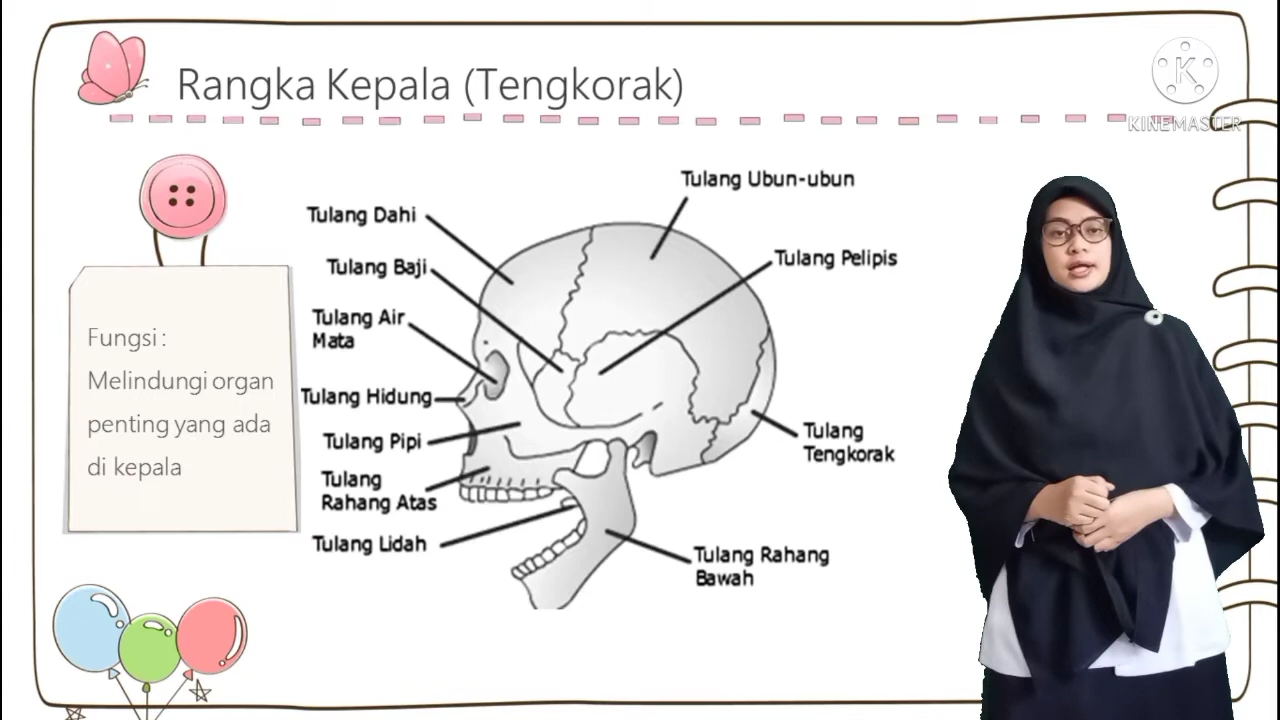 Rangka Kepala (Tengkorak)
K
KINEMASTER
Fungsi :
Melindungi organ
penting yang ada
di kepala
Tulang Ubun-ubun
Tulang Dahi
Tulang Baji
Tulang Pelipis
Tulang Air
Mata
Tulang Hidung
Tulang Pipi
Tulang
Rahang Atas
Tulang Lidah
Tulang
Tengkorak
Tulang Rahang
Bawah